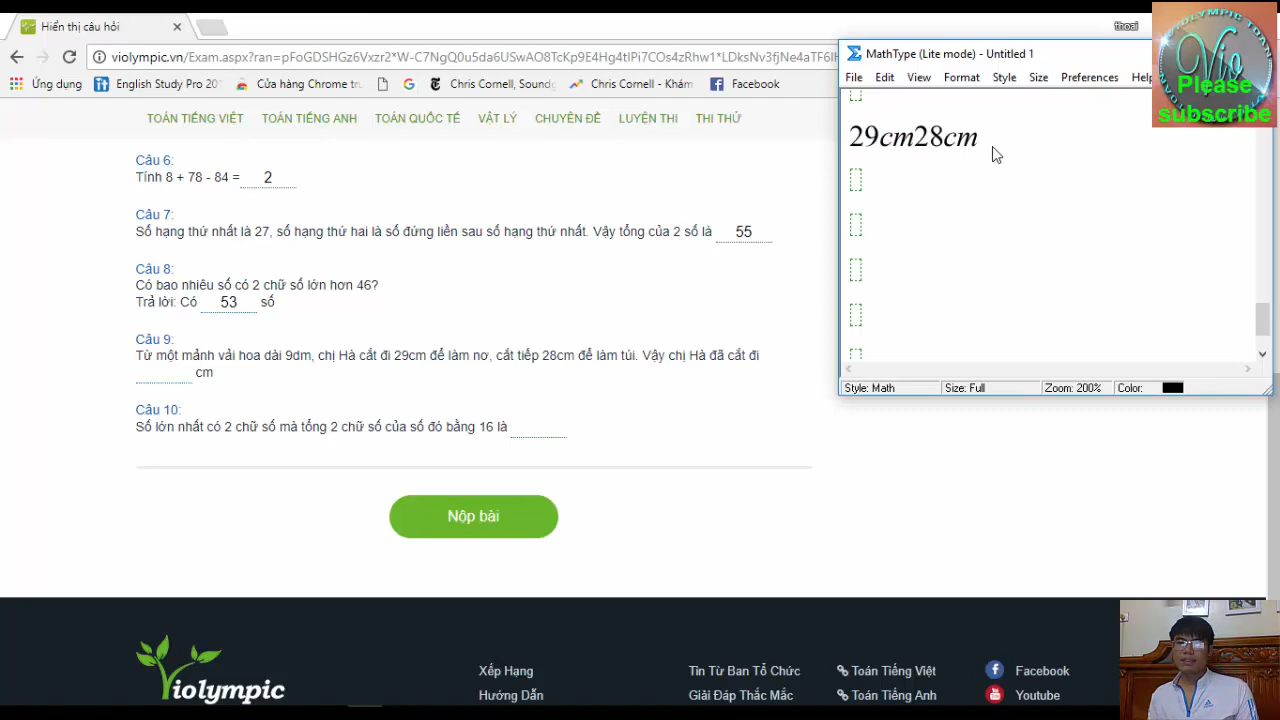 Hiển thị câu hỏi
thoai
violympic.vn/Exam.aspx?ran=pFoGDSHGz6Vxzr2*W-C7NgQ0u5da6USwAO8TcKp9E4Hg4tIPi7COs4zRhw1*LDksNv3fjNe4aTF6IH
Ứng dụng
English Study Pro 20
Cửa hàng Chrome trự
Chris Cornell, Soundg
Chris Cornell - Khám
Facebook
TOÁN TIẾNG VIỆT
TOÁN TIẾNG ANH
TOÁN QUỐC TẾ
VẬT LÝ
CHUYÊN ĐỀ
LUYỆN THI
THI THỬ
Câu 6:
Tính 8 + 78 - 84 = 2
Câu 7:
Số hạng thứ nhất là 27, số hạng thứ hai là số đứng liền sau số hạng thứ nhất. Vậy tổng của 2 số là 55
Câu 8:
Có bao nhiêu số có 2 chữ số lớn hơn 46?
Trả lời: Có 53 số
Câu 9:
Từ một mảnh vải hoa dài 9dm, chị Hà cắt đi 29cm để làm nơ, cắt tiếp 28cm để làm túi. Vậy chị Hà đã cắt đi
cm
Câu 10:
Số lớn nhất có 2 chữ số mà tổng 2 chữ số của số đó bằng 16 là
Nộp bài
MathType (Lite mode) - Untitled 1
File Edit View Format Style Size Preferences Help
29cm28cm
Style: Math
Size: Full
Zoom: 200%
Color:
VIOLYMPIC TOAN
Vio
Please
subscribe
Violympic
Xếp Hạng
Hướng Dẫn
Tin Từ Ban Tổ Chức
Giải Đáp Thắc Mắc
Toán Tiếng Việt
Toán Tiếng Anh
Facebook
Youtube